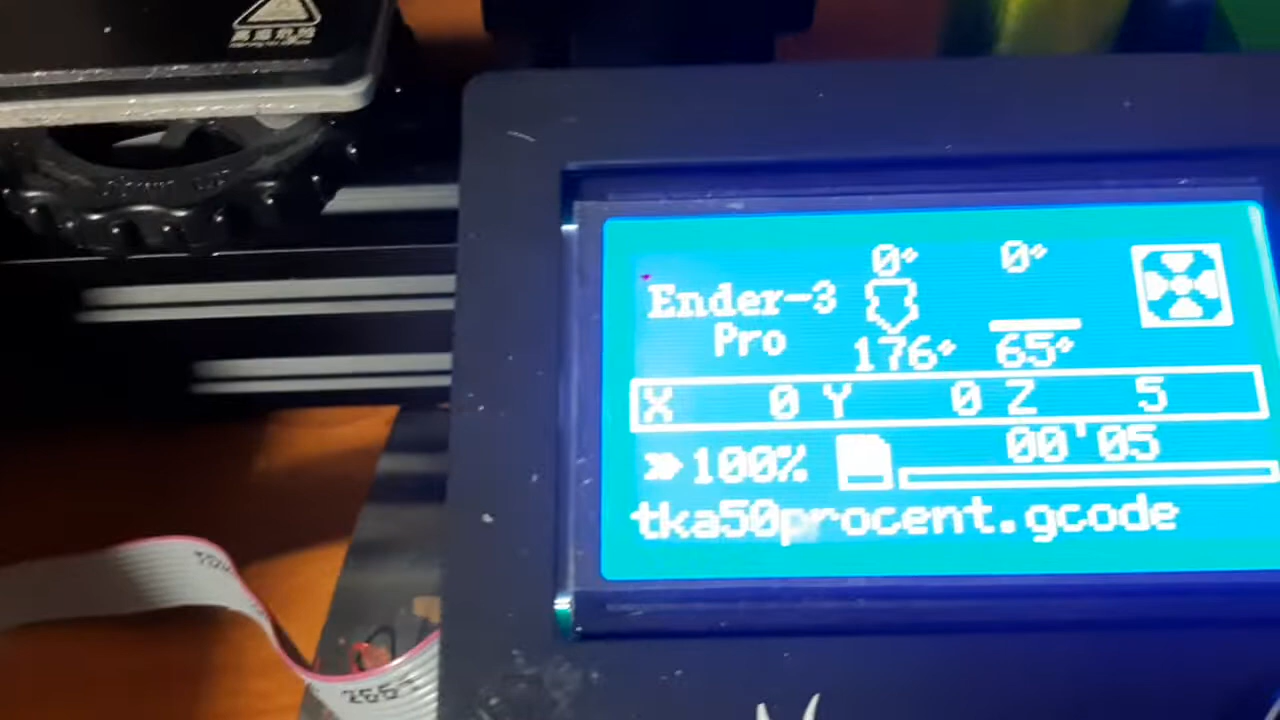 0° 0°
Ender-3
Pro
176° 65°
X 0 Y 0 Z 5
100% 00'05
tka50procent.gcode